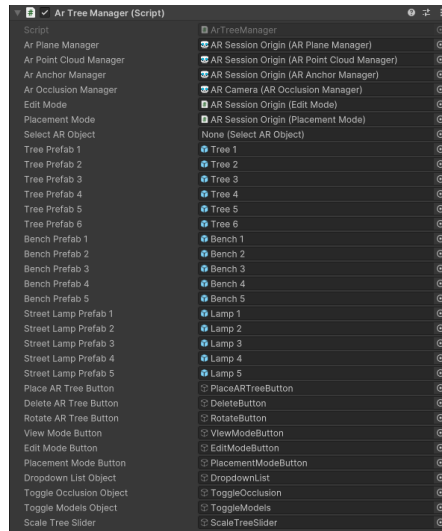 # Ar Tree Manager (Script)
Script # ArTreeManager
Ar Plane Manager AR Session Origin (AR Plane Manager)
Ar Point Cloud Manager AR Session Origin (AR Point Cloud Manager)
Ar Anchor Manager AR Session Origin (AR Anchor Manager)
Ar Occlusion Manager AR Camera (AR Occlusion Manager)
Edit Mode # AR Session Origin (Edit Mode)
Placement Mode # AR Session Origin (Placement Mode)
Select AR Object None (Select AR Object)
Tree Prefab 1 Tree 1
Tree Prefab 2 Tree 2
Tree Prefab 3 Tree 3
Tree Prefab 4 Tree 4
Tree Prefab 5 Tree 5
Tree Prefab 6 Tree 6
Bench Prefab 1 Bench 1
Bench Prefab 2 Bench 2
Bench Prefab 3 Bench 3
Bench Prefab 4 Bench 4
Bench Prefab 5 Bench 5
Street Lamp Prefab 1 Lamp 1
Street Lamp Prefab 2 Lamp 2
Street Lamp Prefab 3 Lamp 3
Street Lamp Prefab 4 Lamp 4
Street Lamp Prefab 5 Lamp 5
Place AR Tree Button PlaceARTreeButton
Delete AR Tree Button DeleteButton
Rotate AR Tree Button RotateButton
View Mode Button ViewModeButton
Edit Mode Button EditModeButton
Placement Mode Button PlacementModeButton
Dropdown List Object DropdownList
Toggle Occlusion Object ToggleOcclusion
Toggle Models Object ToggleModels
Scale Tree Slider ScaleTreeSlider